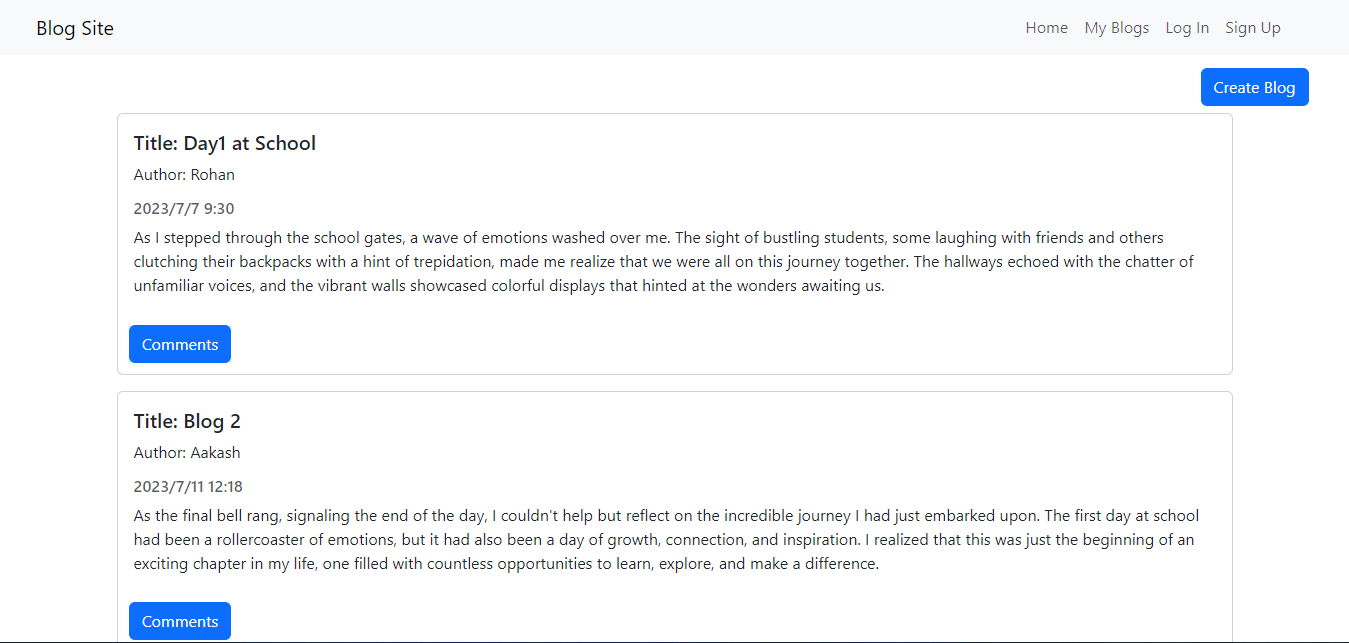 Blog Site
Home My Blogs Log In Sign Up
Create Blog
Title: Day1 at School
Author: Rohan
2023/7/7 9:30
As I stepped through the school gates, a wave of emotions washed over me. The sight of bustling students, some laughing with friends and others
clutching their backpacks with a hint of trepidation, made me realize that we were all on this journey together. The hallways echoed with the chatter of
unfamiliar voices, and the vibrant walls showcased colorful displays that hinted at the wonders awaiting us.
Comments
Title: Blog 2
Author: Aakash
2023/7/11 12:18
As the final bell rang, signaling the end of the day, I couldn't help but reflect on the incredible journey I had just embarked upon. The first day at school
had been a rollercoaster of emotions, but it had also been a day of growth, connection, and inspiration. I realized that this was just the beginning of an
exciting chapter in my life, one filled with countless opportunities to learn, explore, and make a difference.
Comments